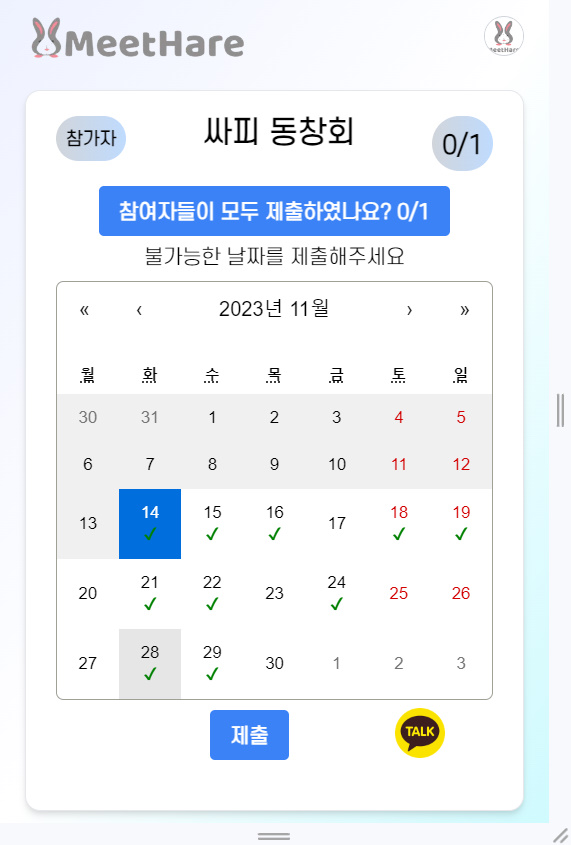 MeetHare
MeetHare
참가자
싸피 동창회
0/1
참여자들이 모두 제출하였나요? 0/1
불가능한 날짜를 제출해주세요
« ‹ 2023년 11월 › »
월 화 수 목 금 토 일
30 31 1 2 3 4 5
6 7 8 9 10 11 12
13 14 15 16 17 18 19
✓ ✓ ✓ ✓ ✓
20 21 22 23 24 25 26
✓ ✓ ✓
27 28 29 30 1 2 3
✓ ✓
제출
TALK